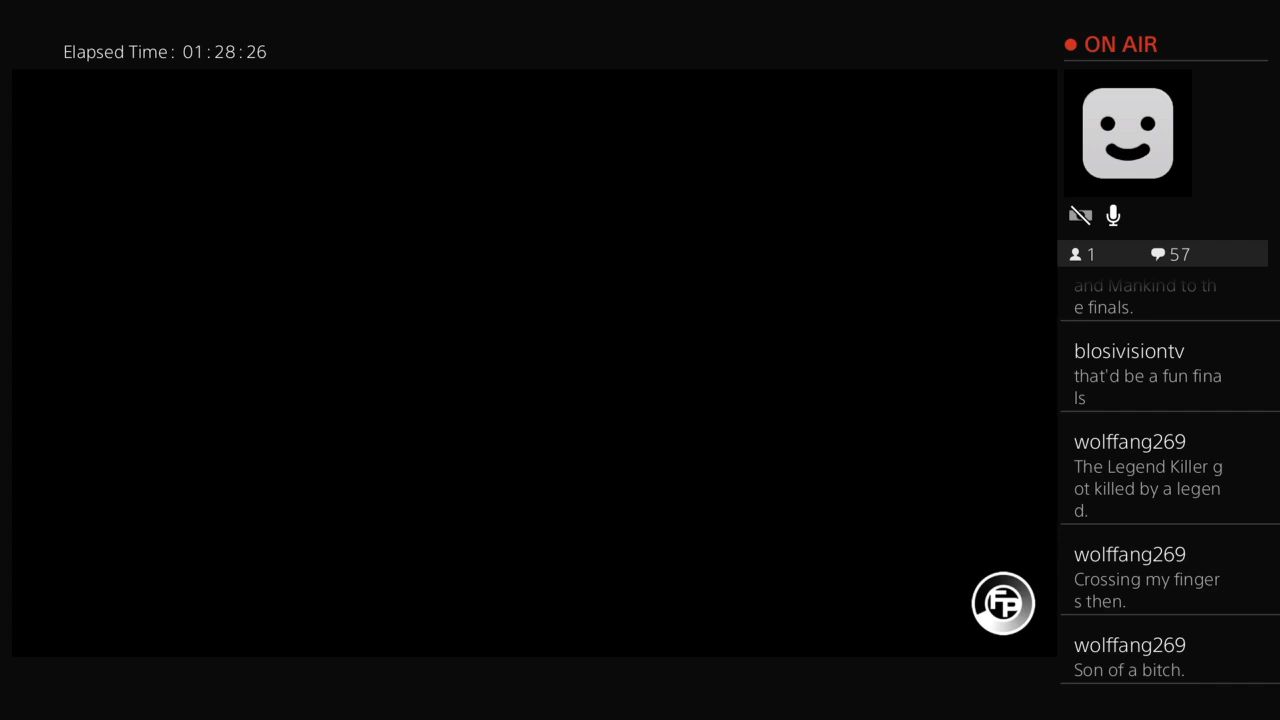 Elapsed Time: 01:28:26
ON AIR
1 57
and Mankind to th
e finals.
blosivisiontv
that'd be a fun fina
ls
wolffang269
The Legend Killer g
ot killed by a legen
d.
wolffang269
Crossing my finger
s then.
FP
wolffang269
Son of a bitch.